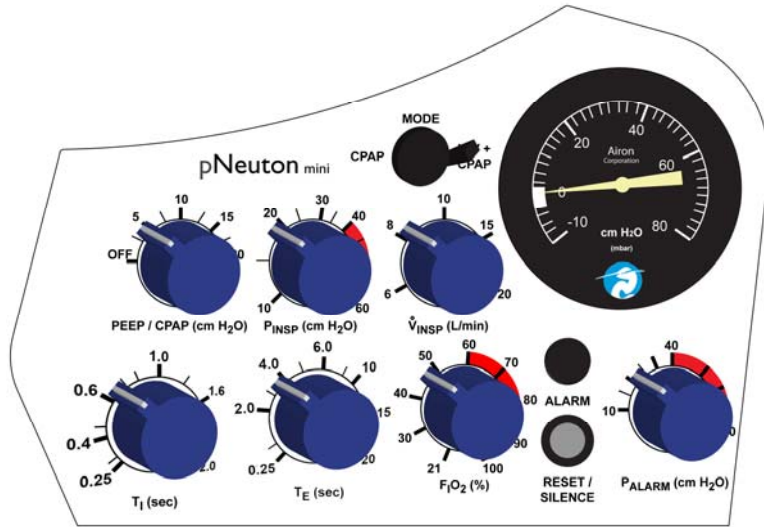 MODE
CPAP
+
CPAP
pNeuton mini
Airon
Corporation
-10
0
20
40
60
80
cm H₂O
(mbar)
OFF
5
10
15
0
PEEP / CPAP (cm H₂O)
10
20
30
40
60
PINSP (cm H₂O)
6
8
10
15
20
V̊INSP (L/min)
0.25
0.4
0.6
1.0
1.6
2.0
TI (sec)
0.25
2.0
4.0
6.0
10
15
20
TE (sec)
21
30
40
50
60
70
80
90
100
FIO₂ (%)
ALARM
RESET /
SILENCE
10
40
0
PALARM (cm H₂O)